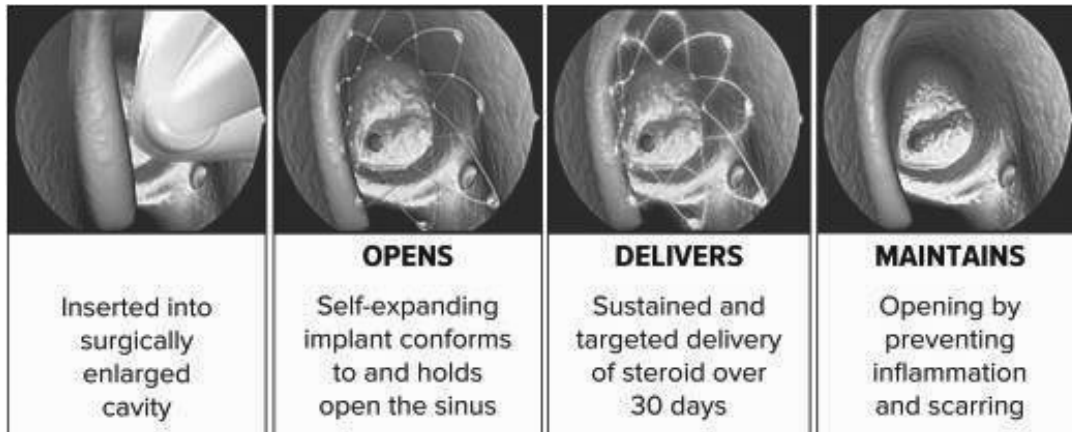 Inserted into
surgically
enlarged
cavity
OPENS
Self-expanding
implant conforms
to and holds
open the sinus
DELIVERS
Sustained and
targeted delivery
of steroid over
30 days
MAINTAINS
Opening by
preventing
inflammation
and scarring